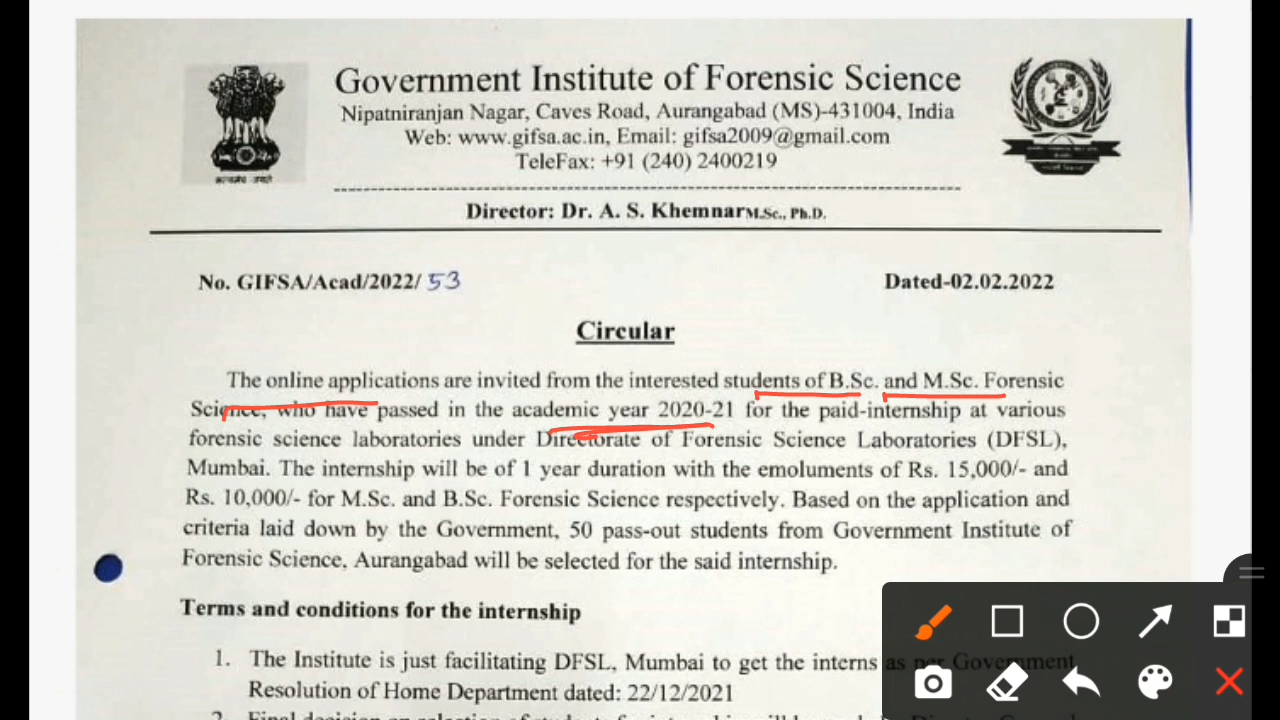 Government Institute of Forensic Science
Nipatniranjan Nagar, Caves Road, Aurangabad (MS)-431004, India
Web: www.gifsa.ac.in, Email: gifsa2009@gmail.com
TeleFax: +91 (240) 2400219
Director: Dr. A. S. Khemnar M.Sc., Ph.D.
No. GIFSA/Acad/2022/ 53 Dated-02.02.2022
Circular
The online applications are invited from the interested students of B.Sc. and M.Sc. Forensic
Science, who have passed in the academic year 2020-21 for the paid-internship at various
forensic science laboratories under Directorate of Forensic Science Laboratories (DFSL),
Mumbai. The internship will be of 1 year duration with the emoluments of Rs. 15,000/- and
Rs. 10,000/- for M.Sc. and B.Sc. Forensic Science respectively. Based on the application and
criteria laid down by the Government, 50 pass-out students from Government Institute of
Forensic Science, Aurangabad will be selected for the said internship.
Terms and conditions for the internship
1. The Institute is just facilitating DFSL, Mumbai to get the interns as per Government
Resolution of Home Department dated: 22/12/2021